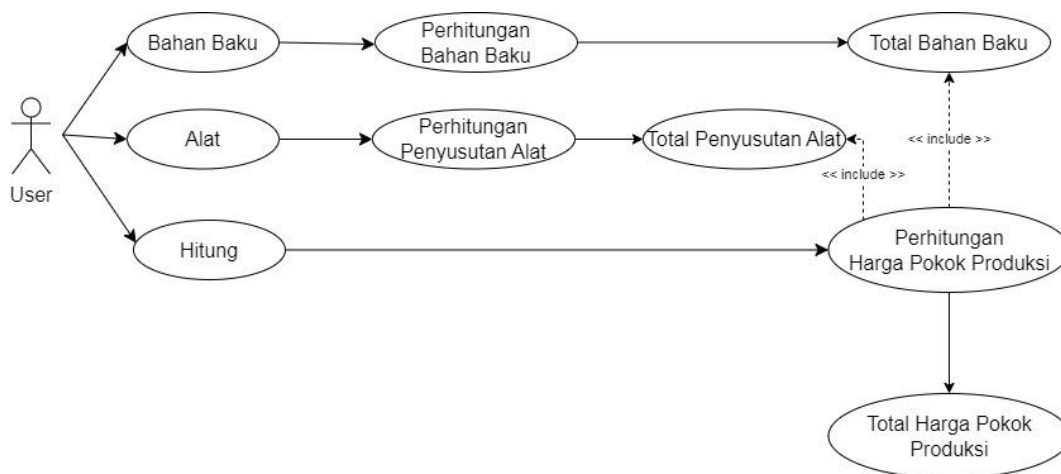 Bahan Baku
Perhitungan
Bahan Baku
Total Bahan Baku
User
Alat
Perhitungan
Penyusutan Alat
Total Penyusutan Alat
<< include >>
<< include >>
Hitung
Perhitungan
Harga Pokok Produksi
Total Harga Pokok
Produksi